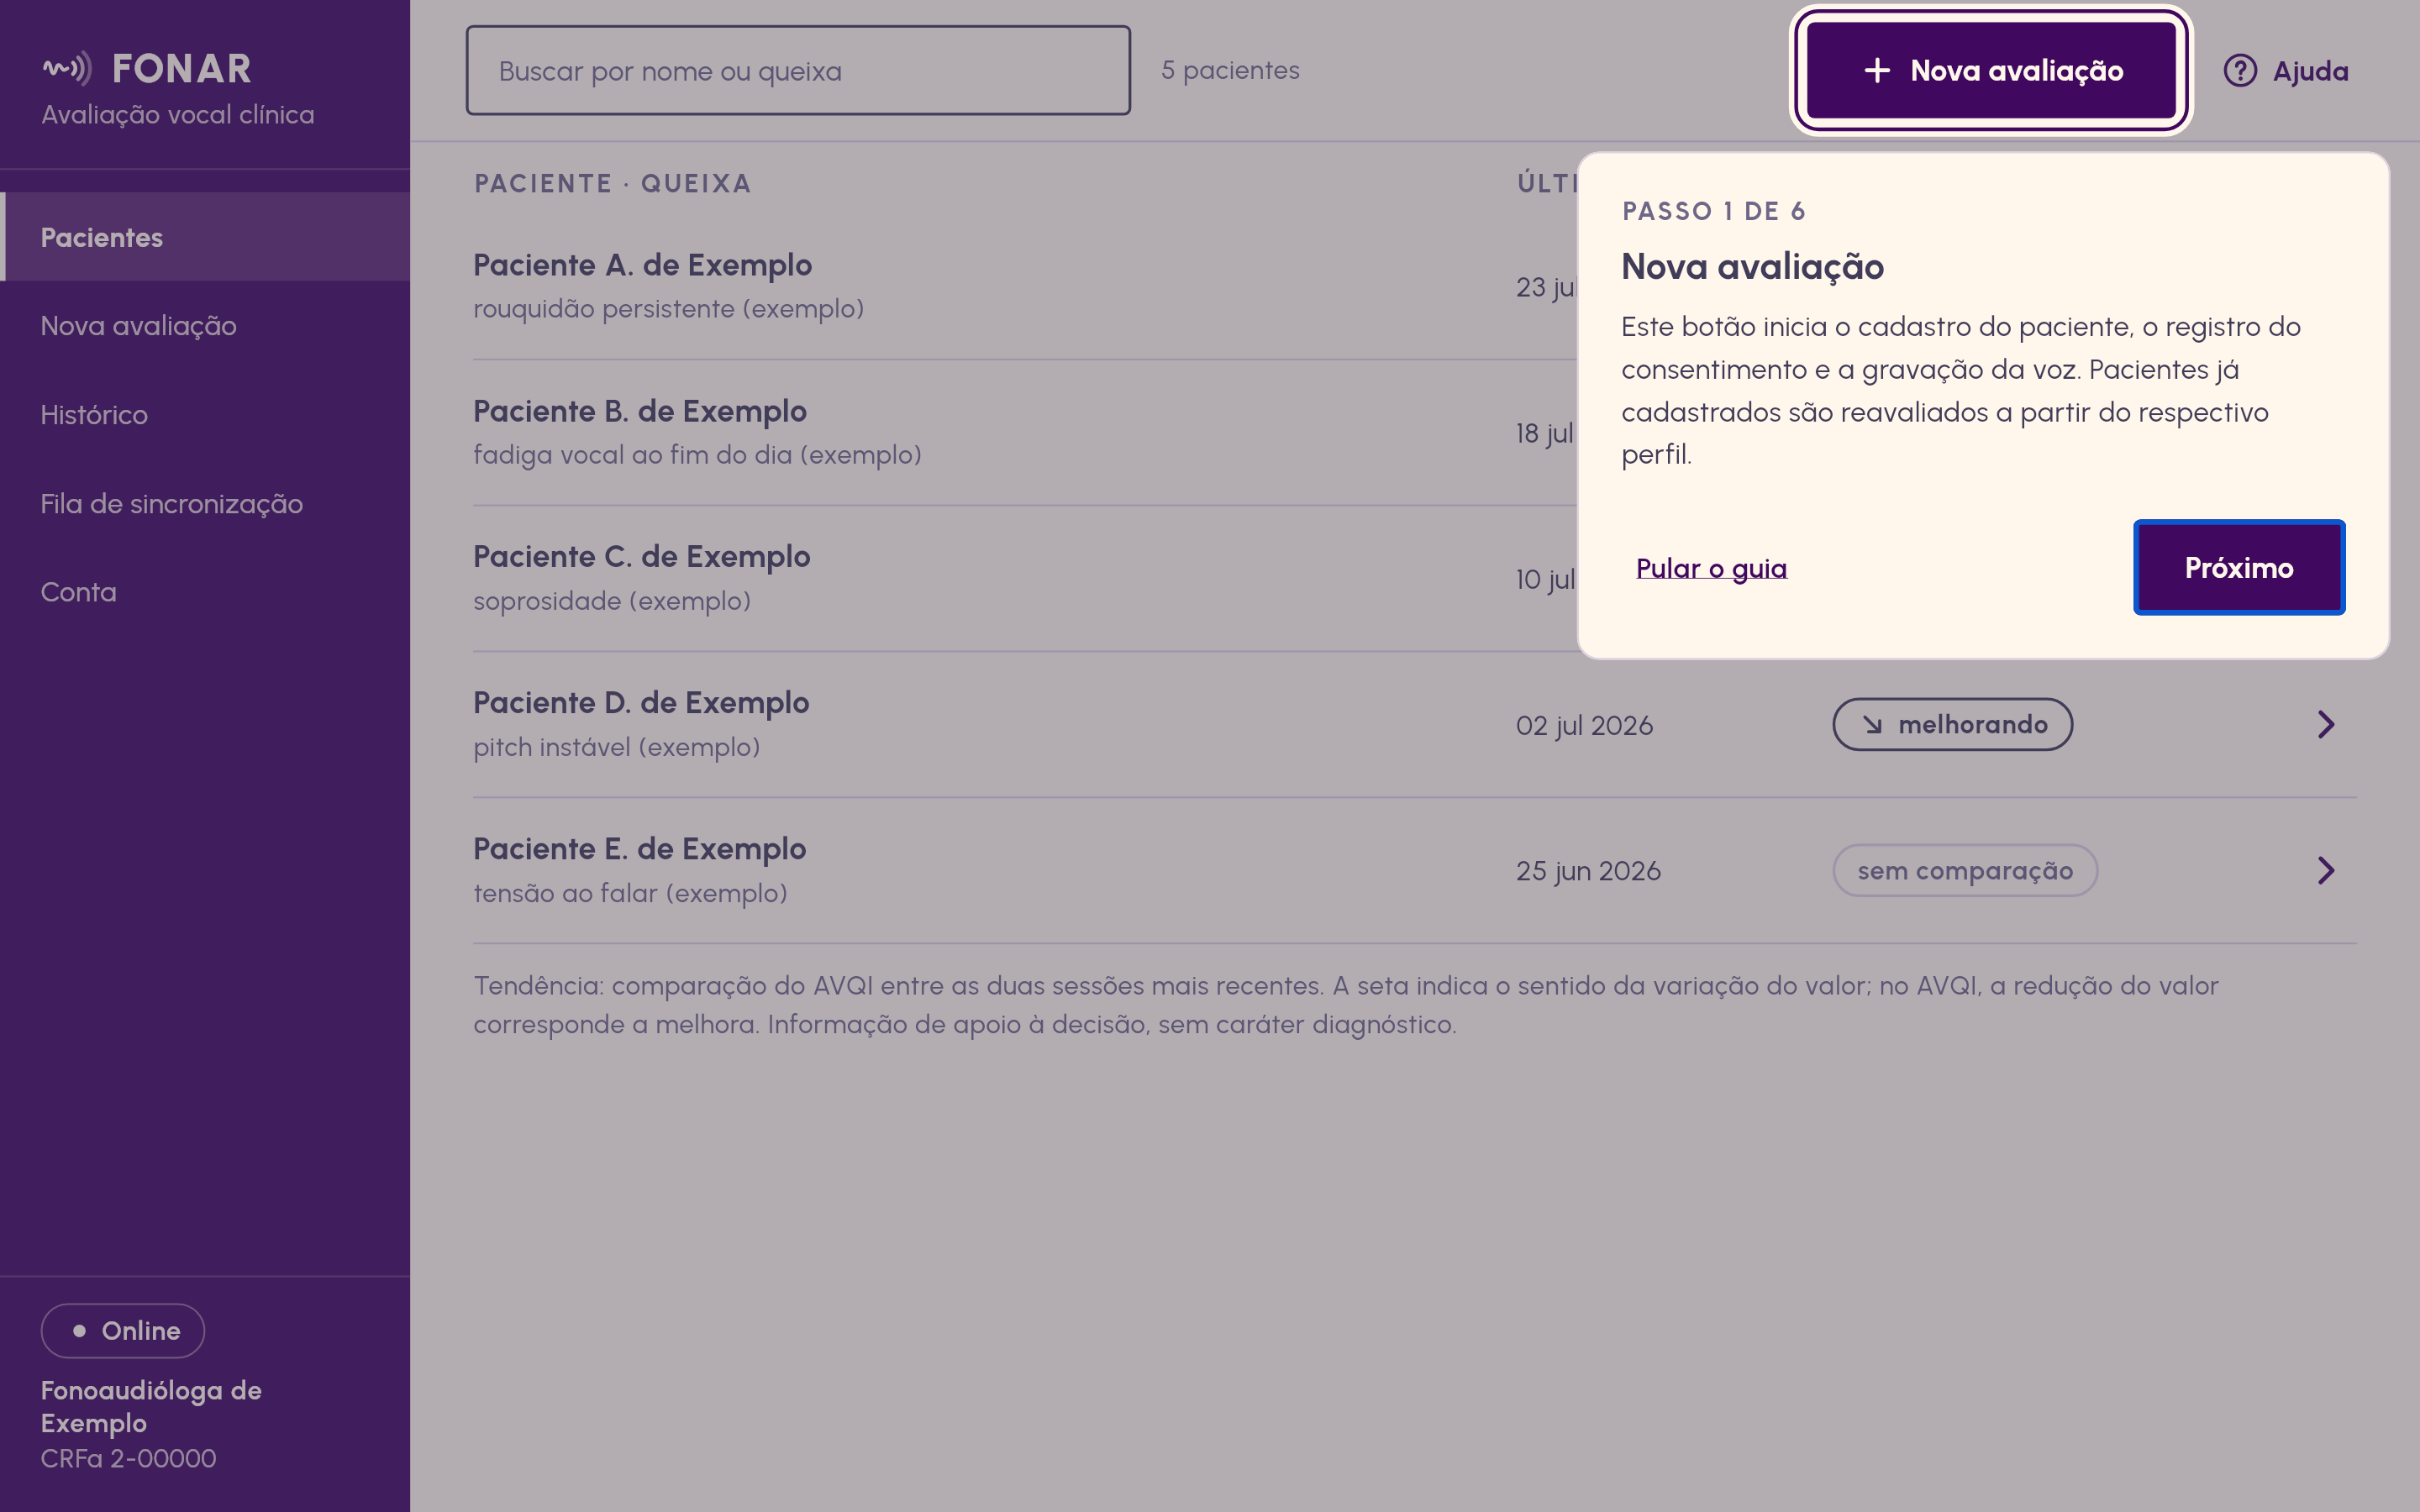 FONAR
Avaliação vocal clínica
Pacientes
Nova avaliação
Histórico
Fila de sincronização
Conta
Online
Fonoaudióloga de
Exemplo
CRFa 2-00000
Buscar por nome ou queixa
5 pacientes
+ Nova avaliação
? Ajuda
PACIENTE · QUEIXA
Paciente A. de Exemplo
rouquidão persistente (exemplo)
23
Paciente B. de Exemplo
fadiga vocal ao fim do dia (exemplo)
18 jul
Paciente C. de Exemplo
soprosidade (exemplo)
10 jul
Paciente D. de Exemplo
pitch instável (exemplo)
02 jul 2026
↘ melhorando
Paciente E. de Exemplo
tensão ao falar (exemplo)
25 jun 2026
sem comparação
Tendência: comparação do AVQI entre as duas sessões mais recentes. A seta indica o sentido da variação do valor; no AVQI, a redução do valor
corresponde a melhora. Informação de apoio à decisão, sem caráter diagnóstico.
PASSO 1 DE 6
Nova avaliação
Este botão inicia o cadastro do paciente, o registro do
consentimento e a gravação da voz. Pacientes já
cadastrados são reavaliados a partir do respectivo
perfil.
Pular o guia
Próximo